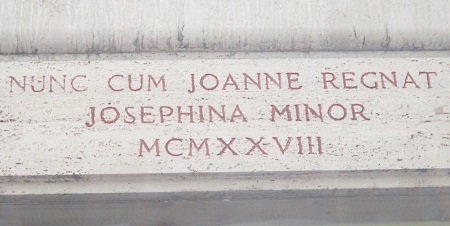 NUNC CUM JOANNE REGNAT
JOSEPHINA MINOR
MCMXXVIII